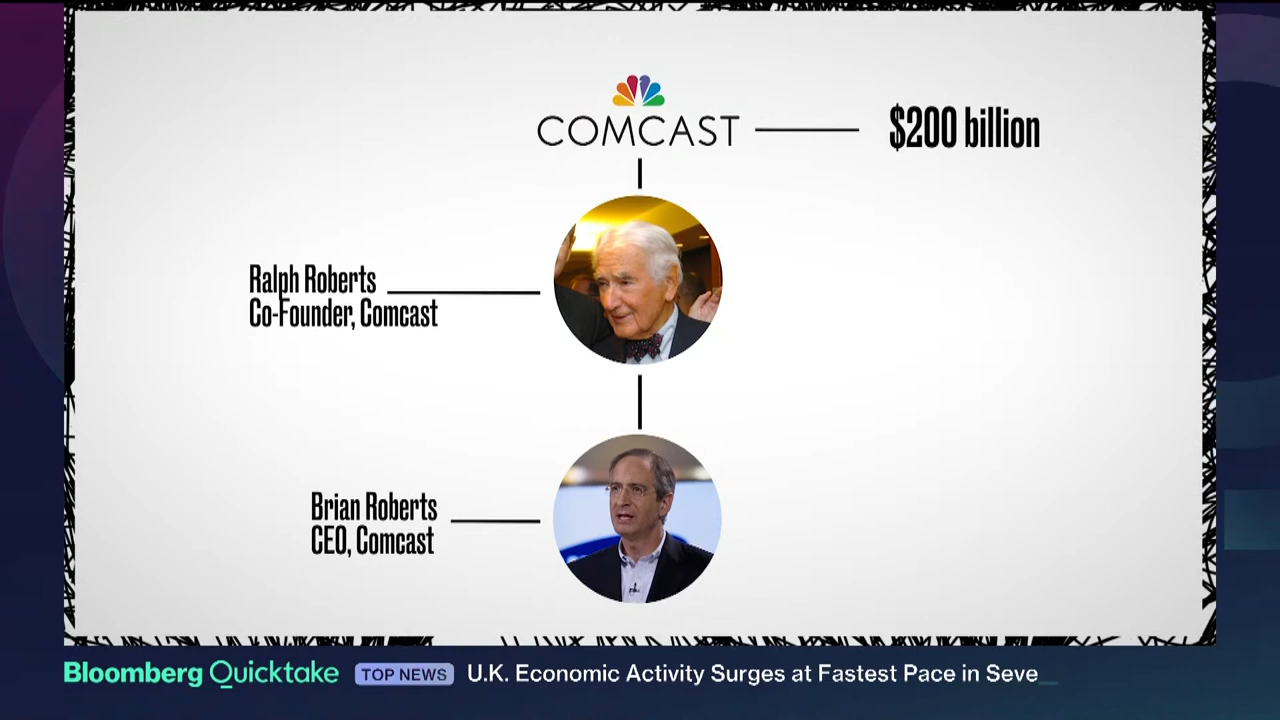 COMCAST
$200 billion
Ralph Roberts
Co-Founder, Comcast
Brian Roberts
CEO, Comcast
Bloomberg Quicktake TOP NEWS U.K. Economic Activity Surges at Fastest Pace in Seve_